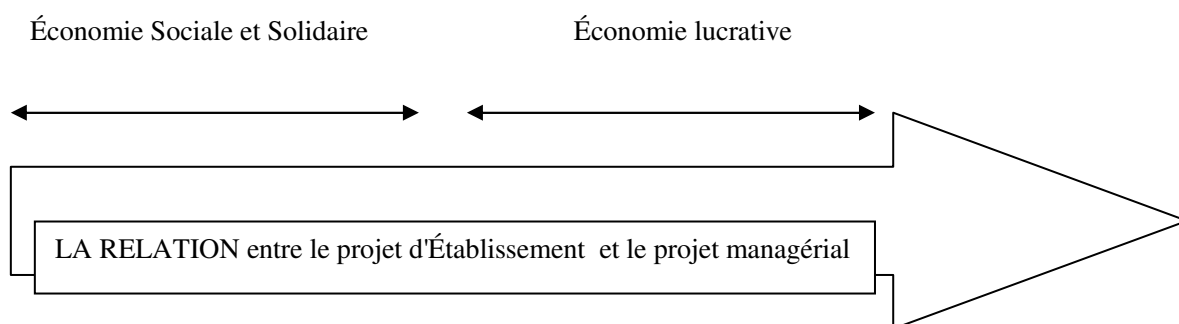 Économie Sociale et Solidaire
Économie lucrative
LA RELATION entre le projet d'Établissement et le projet managérial